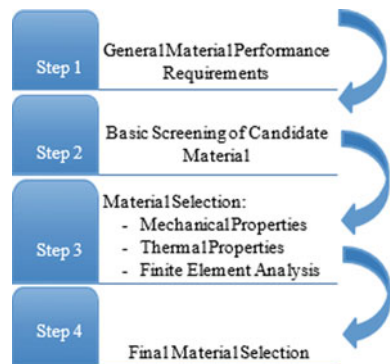 Step 1
General Material Performance
Requirements
Step 2
Basic Screening of Candidate
Material
Step 3
Material Selection:
- Mechanical Properties
- Thermal Properties
- Finite Element Analysis
Step 4
Final Material Selection